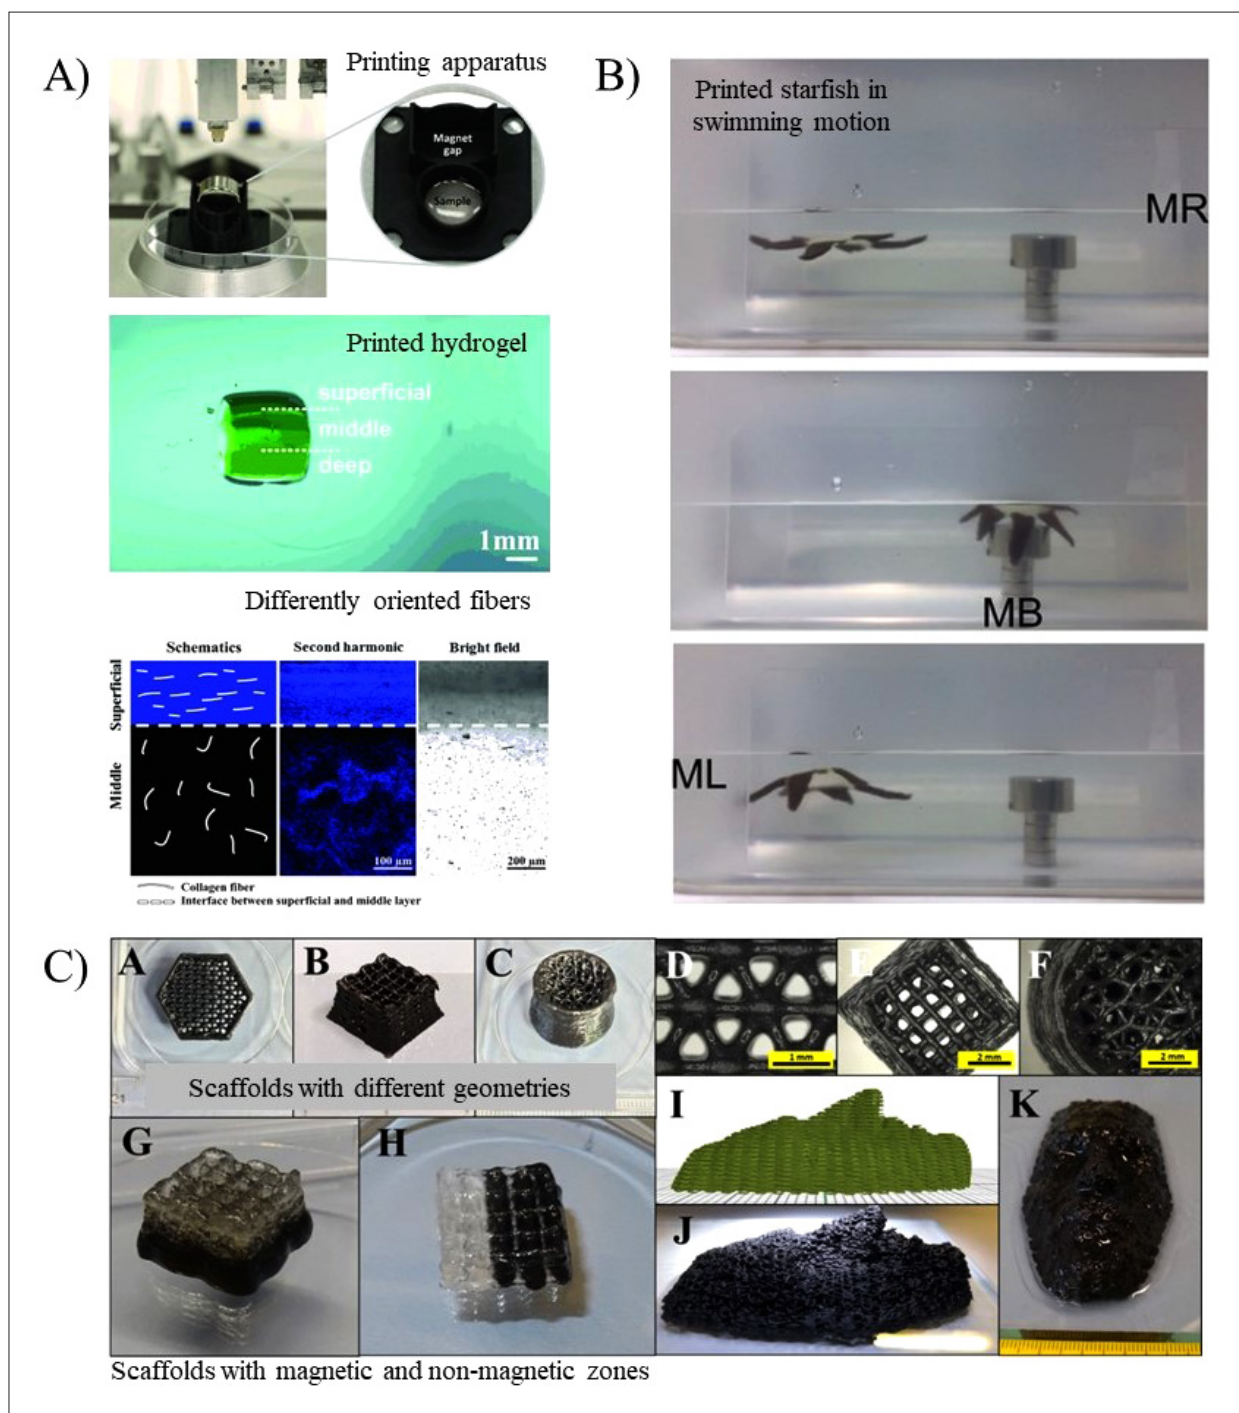 A)
Printing apparatus
Magnet
gap
Sample
Printed hydrogel
superficial
middle
deep
1mm
Differently oriented fibers
Schematics
Second harmonic
Bright field
Superficial
Middle
100 µm
200 µm
Collagen fiber
Interface between superficial and middle layer
B)
Printed starfish in
swimming motion
MR
MB
ML
C)
A
B
C
D
E
F
1 mm
2 mm
2 mm
Scaffolds with different geometries
G
H
I
J
K
Scaffolds with magnetic and non-magnetic zones